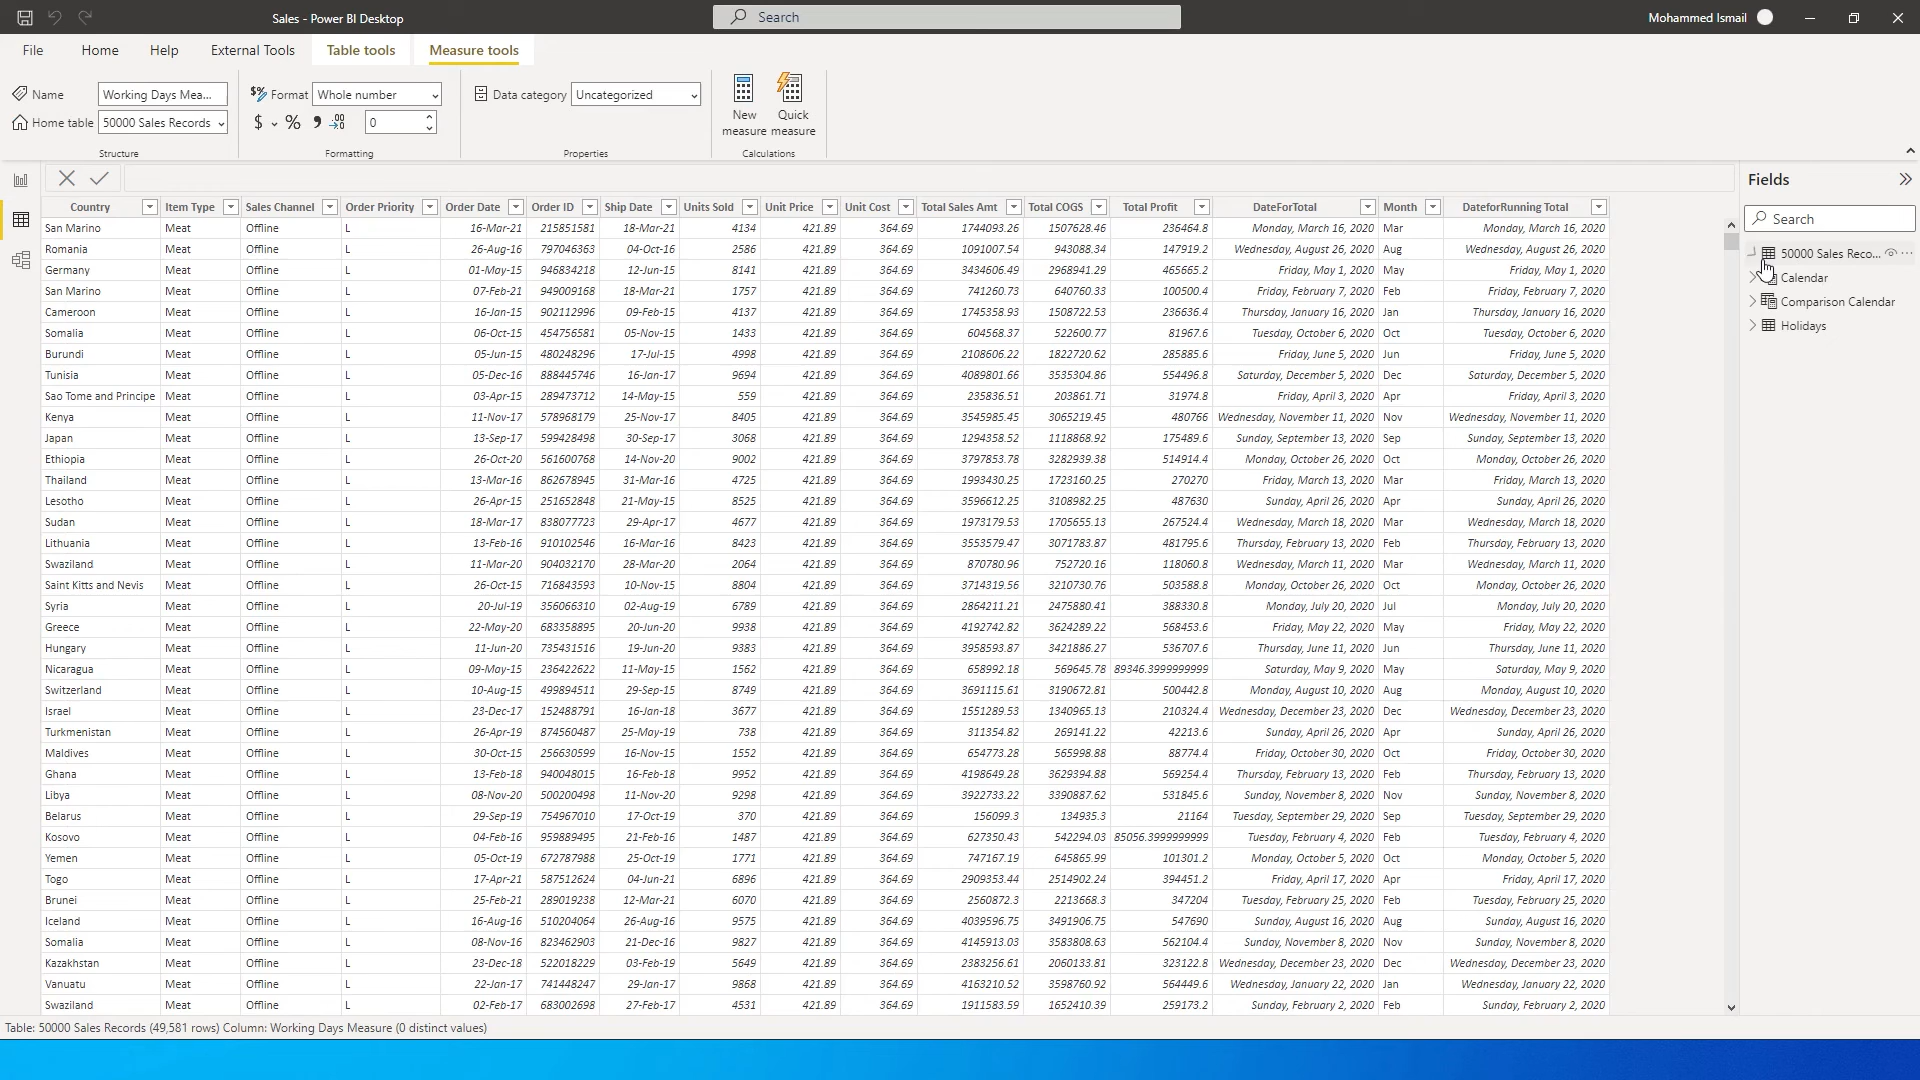 Sales - Power BI Desktop
Search
Mohammed Ismail
File Home Help External Tools Table tools Measure tools
Name Working Days Mea...
Home table 50000 Sales Records
Structure
Format Whole number
$ % 0
Formatting
Data category Uncategorized
Properties
New measure
Quick measure
Calculations
Fields
Search
50000 Sales Reco...
Calendar
Comparison Calendar
Holidays
Country Item Type Sales Channel Order Priority Order Date Order ID Ship Date Units Sold Unit Price Unit Cost Total Sales Amt Total COGS Total Profit DateForTotal Month DateforRunning Total
San Marino Meat Offline L 16-Mar-21 215851581 18-Mar-21 4134 421.89 364.69 1744093.26 1507628.46 236464.8 Monday, March 16, 2020 Mar Monday, March 16, 2020
Romania Meat Offline L 26-Aug-16 797046363 04-Oct-16 2586 421.89 364.69 1091007.54 943088.34 147919.2 Wednesday, August 26, 2020 Aug Wednesday, August 26, 2020
Germany Meat Offline L 01-May-15 946834218 12-Jun-15 8141 421.89 364.69 3434606.49 2968941.29 465665.2 Friday, May 1, 2020 May Friday, May 1, 2020
San Marino Meat Offline L 07-Feb-21 949009168 18-Mar-21 1757 421.89 364.69 741260.73 640760.33 100500.4 Friday, February 7, 2020 Feb Friday, February 7, 2020
Cameroon Meat Offline L 16-Jan-15 902112996 09-Feb-15 4137 421.89 364.69 1745358.93 1508722.53 236636.4 Thursday, January 16, 2020 Jan Thursday, January 16, 2020
Somalia Meat Offline L 06-Oct-15 454756581 05-Nov-15 1433 421.89 364.69 604568.37 522600.77 81967.6 Tuesday, October 6, 2020 Oct Tuesday, October 6, 2020
Burundi Meat Offline L 05-Jun-15 480248296 17-Jul-15 4998 421.89 364.69 2108606.22 1822720.62 285885.6 Friday, June 5, 2020 Jun Friday, June 5, 2020
Tunisia Meat Offline L 05-Dec-16 888445746 16-Jan-17 9694 421.89 364.69 4089801.66 3535304.86 554496.8 Saturday, December 5, 2020 Dec Saturday, December 5, 2020
Sao Tome and Principe Meat Offline L 03-Apr-15 289473712 14-May-15 559 421.89 364.69 235836.51 203861.71 31974.8 Friday, April 3, 2020 Apr Friday, April 3, 2020
Kenya Meat Offline L 11-Nov-17 578968179 25-Nov-17 8405 421.89 364.69 3545985.45 3065219.45 480766 Wednesday, November 11, 2020 Nov Wednesday, November 11, 2020
Japan Meat Offline L 13-Sep-17 599428498 30-Sep-17 3068 421.89 364.69 1294358.52 1118868.92 175489.6 Sunday, September 13, 2020 Sep Sunday, September 13, 2020
Ethiopia Meat Offline L 26-Oct-20 561600768 14-Nov-20 9002 421.89 364.69 3797853.78 3282939.38 514914.4 Monday, October 26, 2020 Oct Monday, October 26, 2020
Thailand Meat Offline L 13-Mar-16 862678945 31-Mar-16 4725 421.89 364.69 1993430.25 1723160.25 270270 Friday, March 13, 2020 Mar Friday, March 13, 2020
Lesotho Meat Offline L 26-Apr-15 251652848 21-May-15 8525 421.89 364.69 3596612.25 3108982.25 487630 Sunday, April 26, 2020 Apr Sunday, April 26, 2020
Sudan Meat Offline L 18-Mar-17 838077723 29-Apr-17 4677 421.89 364.69 1973179.53 1705655.13 267524.4 Wednesday, March 18, 2020 Mar Wednesday, March 18, 2020
Lithuania Meat Offline L 13-Feb-16 910102546 16-Mar-16 8423 421.89 364.69 3553579.47 3071783.87 481795.6 Thursday, February 13, 2020 Feb Thursday, February 13, 2020
Swaziland Meat Offline L 11-Mar-20 904032170 28-Mar-20 2064 421.89 364.69 870780.96 752720.16 118060.8 Wednesday, March 11, 2020 Mar Wednesday, March 11, 2020
Saint Kitts and Nevis Meat Offline L 26-Oct-15 716843593 10-Nov-15 8804 421.89 364.69 3714319.56 3210730.76 503588.8 Monday, October 26, 2020 Oct Monday, October 26, 2020
Syria Meat Offline L 20-Jul-19 356066310 02-Aug-19 6789 421.89 364.69 2864211.21 2475880.41 388330.8 Monday, July 20, 2020 Jul Monday, July 20, 2020
Greece Meat Offline L 22-May-20 683358895 20-Jun-20 9938 421.89 364.69 4192742.82 3624289.22 568453.6 Friday, May 22, 2020 May Friday, May 22, 2020
Hungary Meat Offline L 11-Jun-20 735431516 19-Jun-20 9383 421.89 364.69 3958593.87 3421886.27 536707.6 Thursday, June 11, 2020 Jun Thursday, June 11, 2020
Nicaragua Meat Offline L 09-May-15 236422622 11-May-15 1562 421.89 364.69 658992.18 569645.78 89346.3999999999 Saturday, May 9, 2020 May Saturday, May 9, 2020
Switzerland Meat Offline L 10-Aug-15 499894511 29-Sep-15 8749 421.89 364.69 3691115.61 3190672.81 500442.8 Monday, August 10, 2020 Aug Monday, August 10, 2020
Israel Meat Offline L 23-Dec-17 152488791 16-Jan-18 3677 421.89 364.69 1551289.53 1340965.13 210324.4 Wednesday, December 23, 2020 Dec Wednesday, December 23, 2020
Turkmenistan Meat Offline L 26-Apr-19 874560487 25-May-19 738 421.89 364.69 311354.82 269141.22 42213.6 Sunday, April 26, 2020 Apr Sunday, April 26, 2020
Maldives Meat Offline L 30-Oct-15 256630599 16-Nov-15 1552 421.89 364.69 654773.28 565998.88 88774.4 Friday, October 30, 2020 Oct Friday, October 30, 2020
Ghana Meat Offline L 13-Feb-18 940048015 16-Feb-18 9952 421.89 364.69 4198649.28 3629394.88 569254.4 Thursday, February 13, 2020 Feb Thursday, February 13, 2020
Libya Meat Offline L 08-Nov-20 500200498 11-Nov-20 9298 421.89 364.69 3922733.22 3390887.62 531845.6 Sunday, November 8, 2020 Nov Sunday, November 8, 2020
Belarus Meat Offline L 29-Sep-19 754967010 17-Oct-19 370 421.89 364.69 156099.3 134935.3 21164 Tuesday, September 29, 2020 Sep Tuesday, September 29, 2020
Kosovo Meat Offline L 04-Feb-16 959889495 21-Feb-16 1487 421.89 364.69 627350.43 542294.03 85056.3999999999 Tuesday, February 4, 2020 Feb Tuesday, February 4, 2020
Yemen Meat Offline L 05-Oct-19 672787988 25-Oct-19 1771 421.89 364.69 747167.19 645865.99 101301.2 Monday, October 5, 2020 Oct Monday, October 5, 2020
Togo Meat Offline L 17-Apr-21 587512624 04-Jun-21 6896 421.89 364.69 2909353.44 2514902.24 394451.2 Friday, April 17, 2020 Apr Friday, April 17, 2020
Brunei Meat Offline L 25-Feb-21 289019238 12-Mar-21 6070 421.89 364.69 2560872.3 2213668.3 347204 Tuesday, February 25, 2020 Feb Tuesday, February 25, 2020
Iceland Meat Offline L 16-Aug-16 510204064 26-Aug-16 9575 421.89 364.69 4039596.75 3491906.75 547690 Sunday, August 16, 2020 Aug Sunday, August 16, 2020
Somalia Meat Offline L 08-Nov-16 823462903 21-Dec-16 9827 421.89 364.69 4145913.03 3583808.63 562104.4 Sunday, November 8, 2020 Nov Sunday, November 8, 2020
Kazakhstan Meat Offline L 23-Dec-18 522018229 03-Feb-19 5649 421.89 364.69 2383256.61 2060133.81 323122.8 Wednesday, December 23, 2020 Dec Wednesday, December 23, 2020
Vanuatu Meat Offline L 22-Jan-17 741448247 29-Jan-17 9868 421.89 364.69 4163210.52 3598760.92 564449.6 Wednesday, January 22, 2020 Jan Wednesday, January 22, 2020
Swaziland Meat Offline L 02-Feb-17 683002698 27-Feb-17 4531 421.89 364.69 1911583.59 1652410.39 259173.2 Sunday, February 2, 2020 Feb Sunday, February 2, 2020
Table: 50000 Sales Records (49,581 rows) Column: Working Days Measure (0 distinct values)